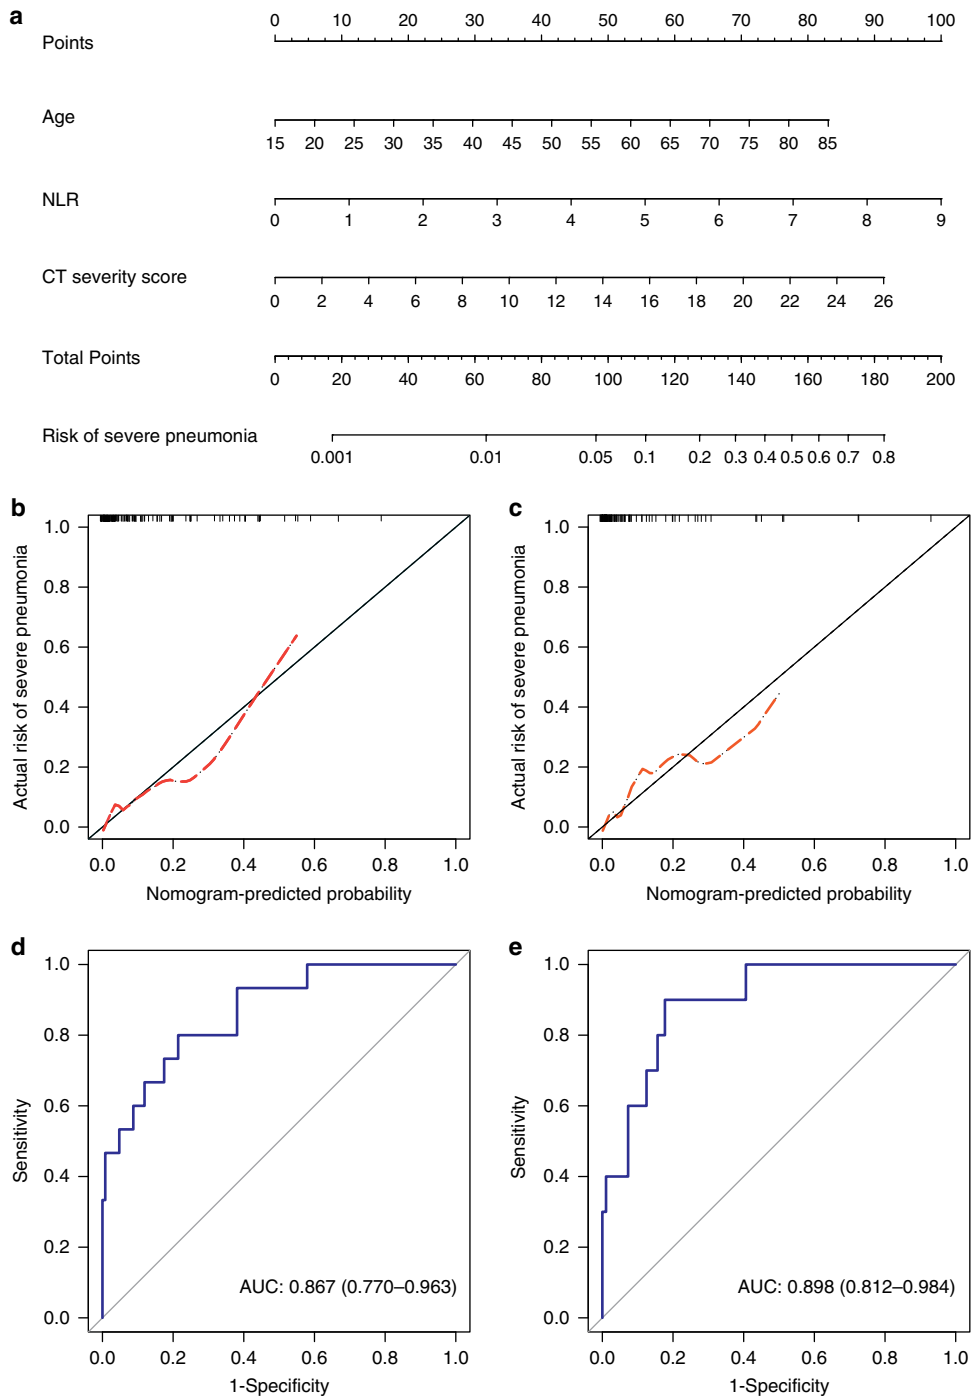 a
0 10 20 30 40 50 60 70 80 90 100
Points
Age
15 20 25 30 35 40 45 50 55 60 65 70 75 80 85
NLR
0 1 2 3 4 5 6 7 8 9
CT severity score
0 2 4 6 8 10 12 14 16 18 20 22 24 26
Total Points
0 20 40 60 80 100 120 140 160 180 200
Risk of severe pneumonia
0.001 0.01 0.05 0.1 0.2 0.3 0.4 0.5 0.6 0.7 0.8
b
Actual risk of severe pneumonia
1.0
0.8
0.6
0.4
0.2
0.0
0.0 0.2 0.4 0.6 0.8 1.0
Nomogram-predicted probability
c
Actual risk of severe pneumonia
1.0
0.8
0.6
0.4
0.2
0.0
0.0 0.2 0.4 0.6 0.8 1.0
Nomogram-predicted probability
d
Sensitivity
1.0
0.8
0.6
0.4
0.2
0.0
AUC: 0.867 (0.770–0.963)
0.0 0.2 0.4 0.6 0.8 1.0
1-Specificity
e
Sensitivity
1.0
0.8
0.6
0.4
0.2
0.0
AUC: 0.898 (0.812–0.984)
0.0 0.2 0.4 0.6 0.8 1.0
1-Specificity